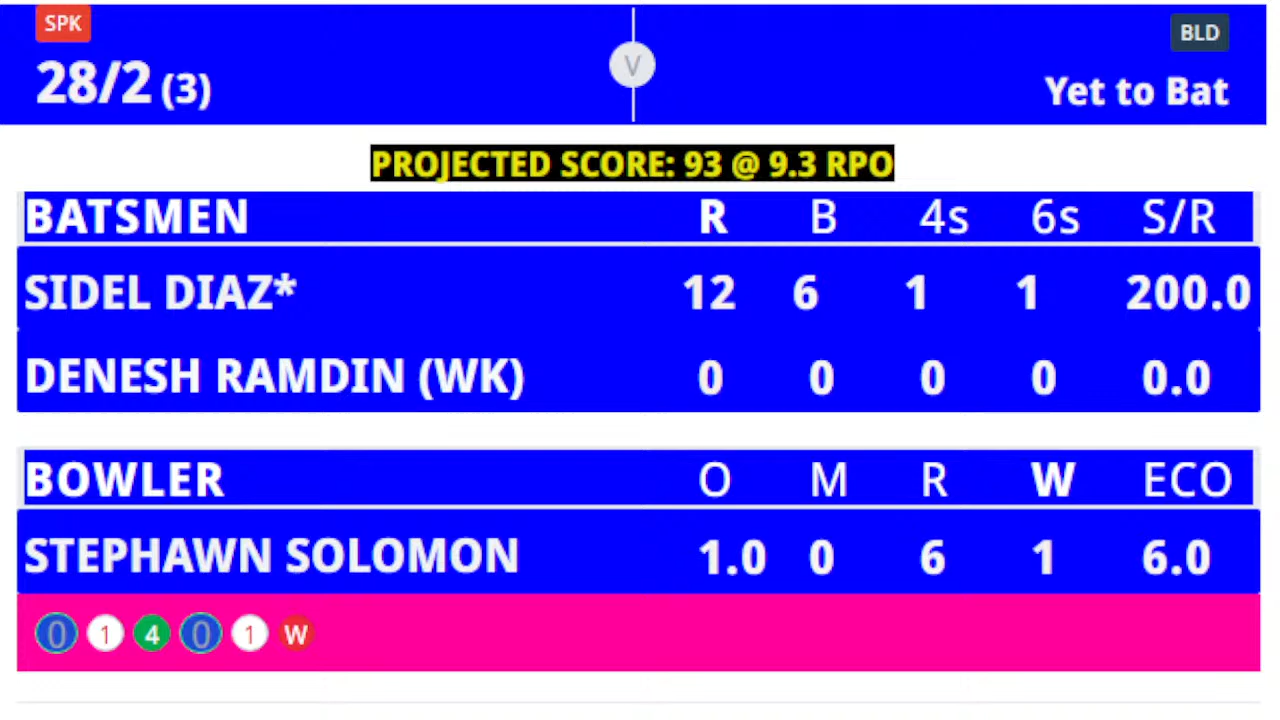 SPK
BLD
28/2 (3)
V
Yet to Bat
PROJECTED SCORE: 93 @ 9.3 RPO
BATSMEN R B 4s 6s S/R
SIDEL DIAZ* 12 6 1 1 200.0
DENESH RAMDIN (WK) 0 0 0 0 0.0
BOWLER O M R W ECO
STEPHAWN SOLOMON 1.0 0 6 1 6.0
0 1 4 0 1 W